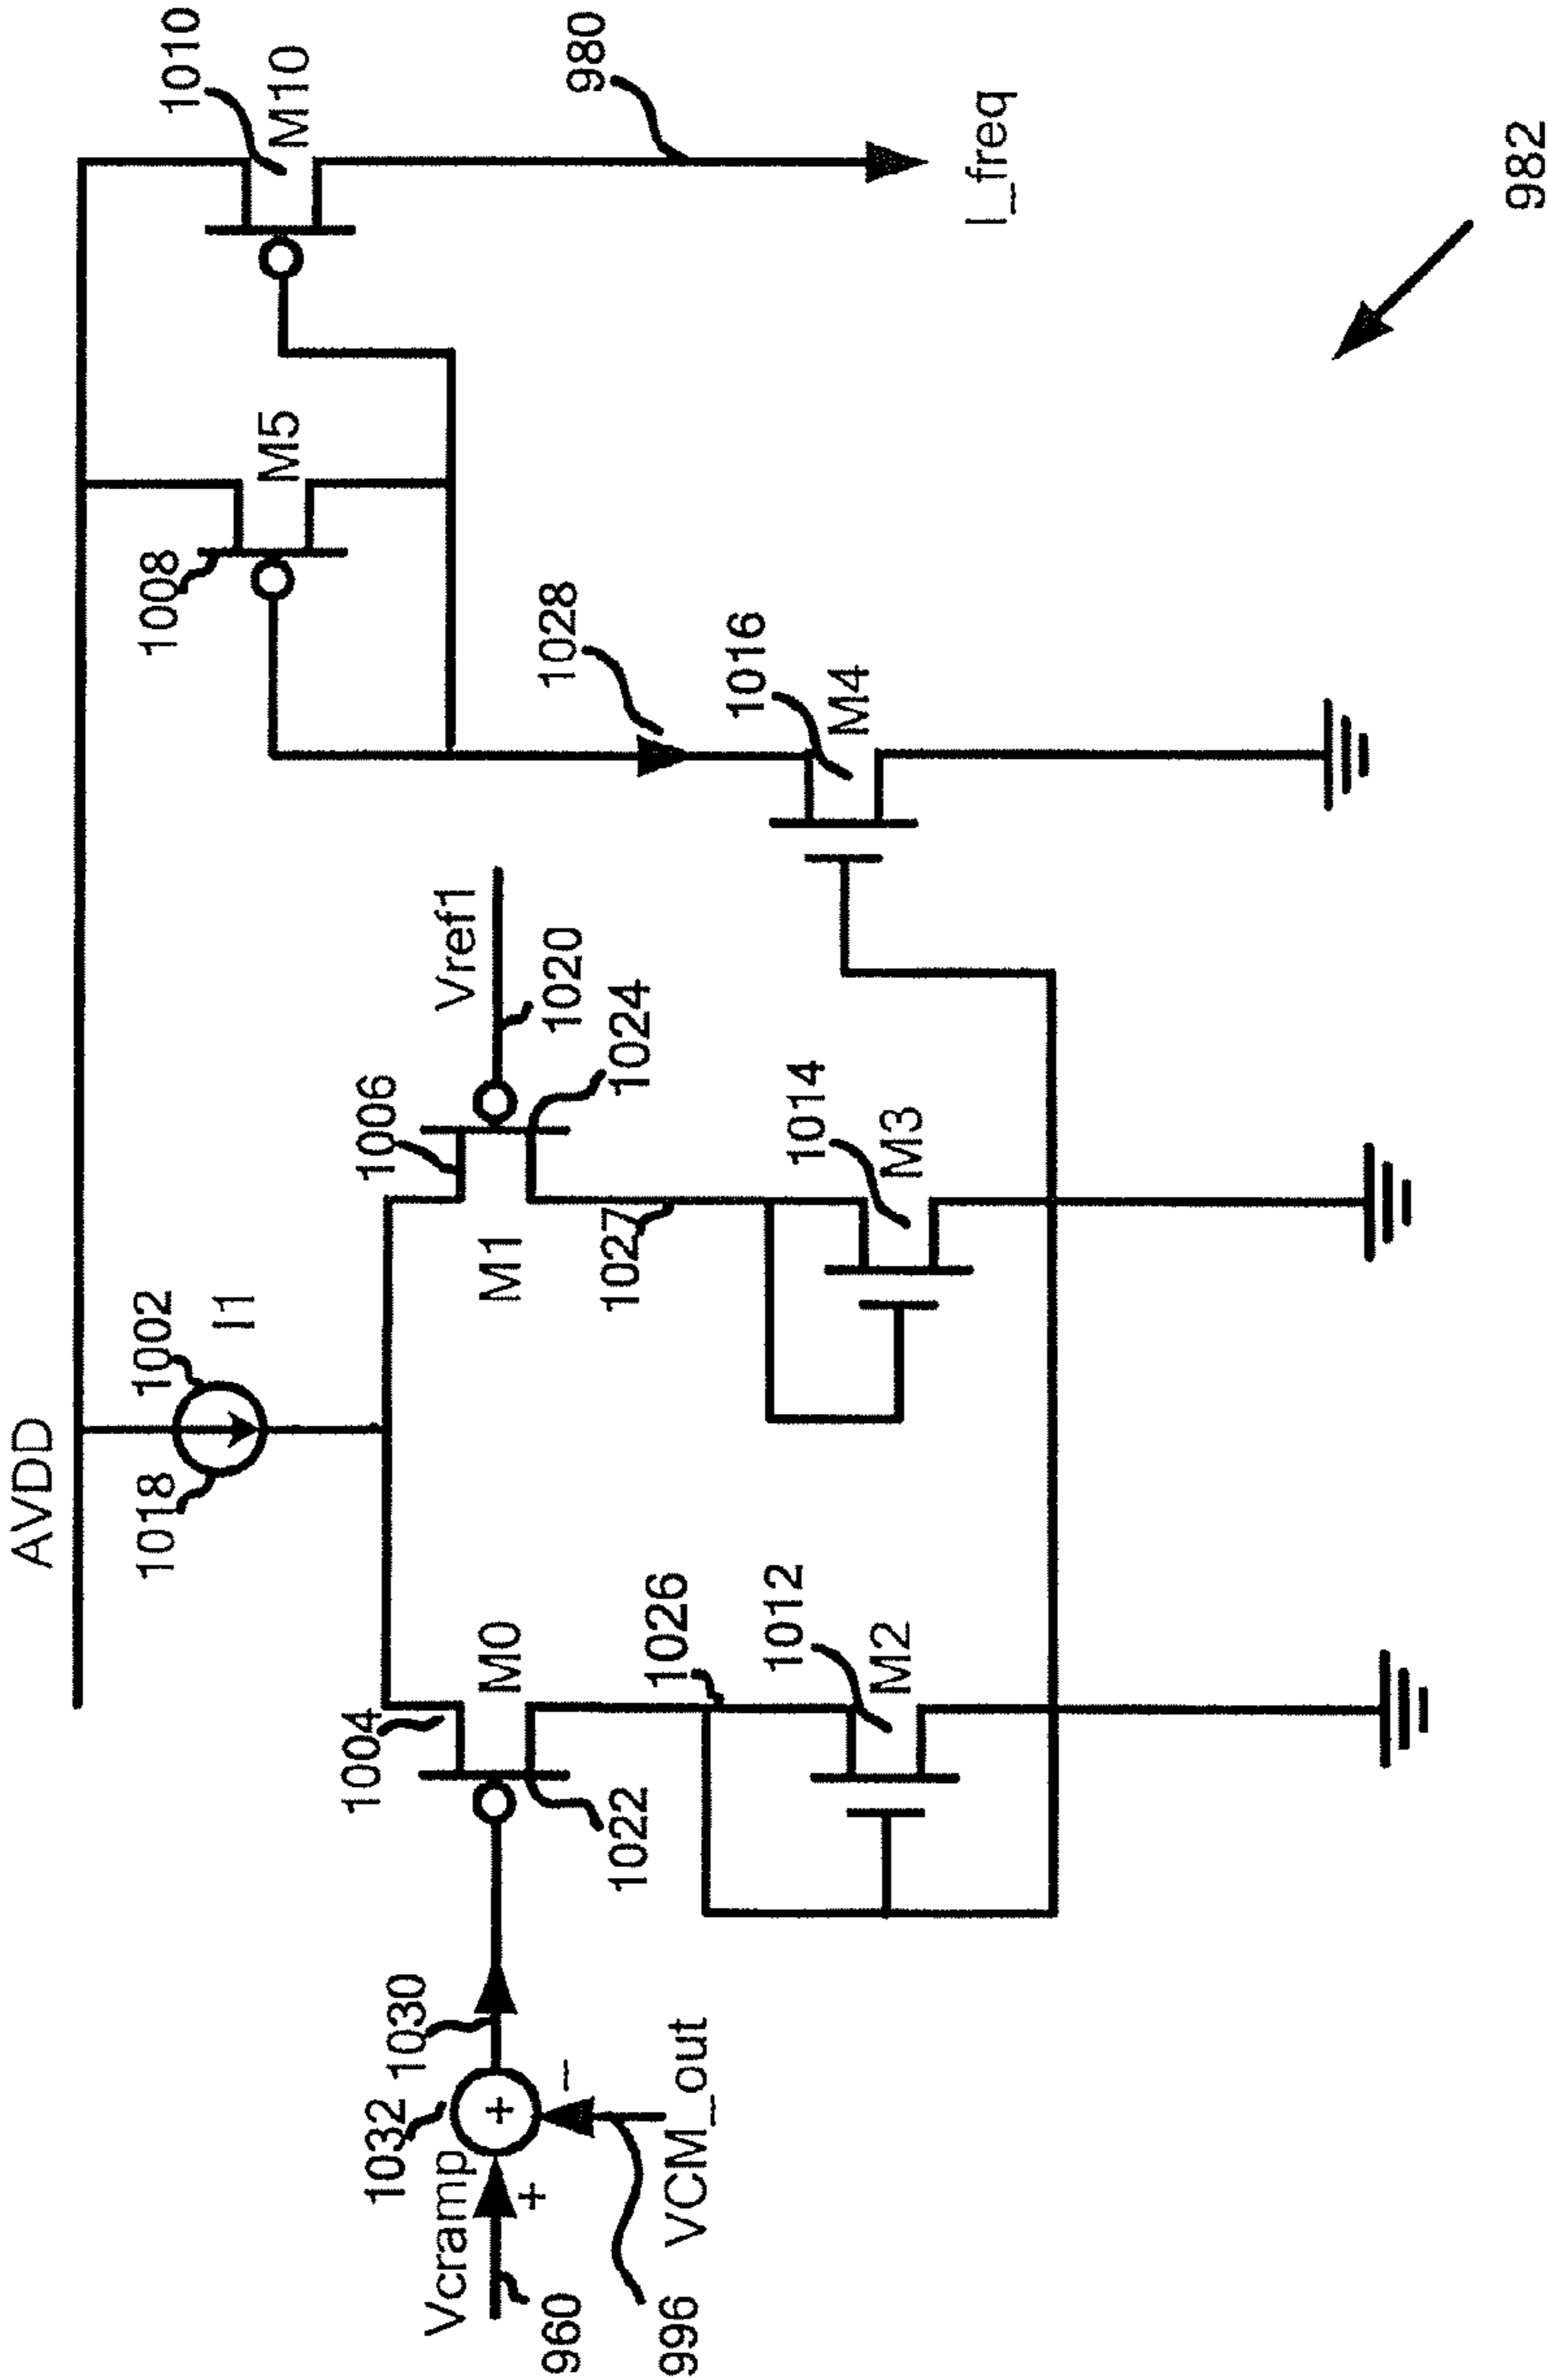 AVDD
1018
1002
I1
1008
M5
1010
M10
1004
M0
1006
M1
Vref1
1020
1024
1022
1026
1027
1028
1016
M4
980
I_freq
1032
1030
Vcramp
+
+
−
960
996
VCM_out
1012
M2
1014
M3
982